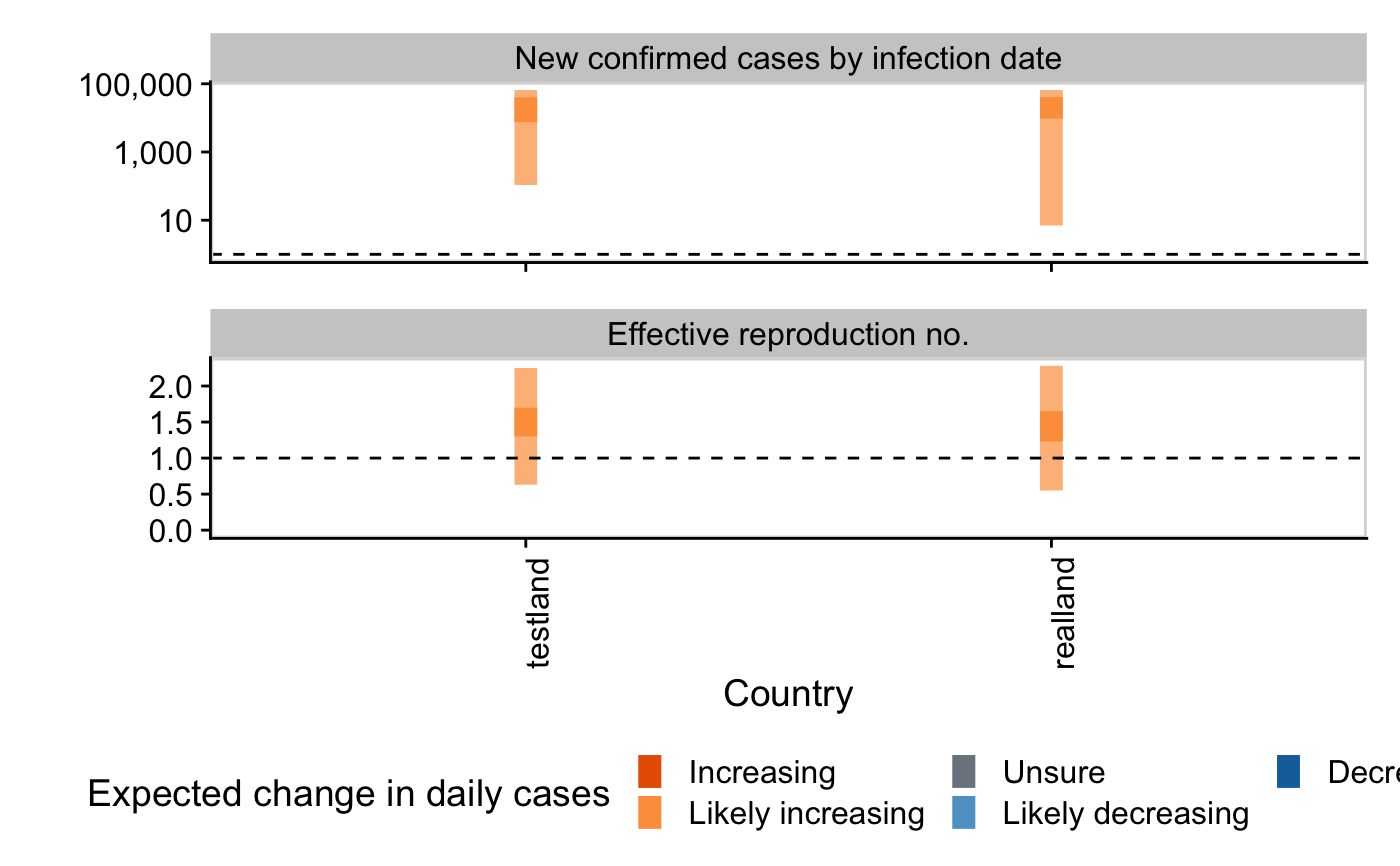 New confirmed cases by infection date
100,000
1,000
10
Effective reproduction no.
2.0
1.5
1.0
0.5
0.0
testland
realland
Country
Expected change in daily cases
Increasing
Unsure
Decre
Likely increasing
Likely decreasing